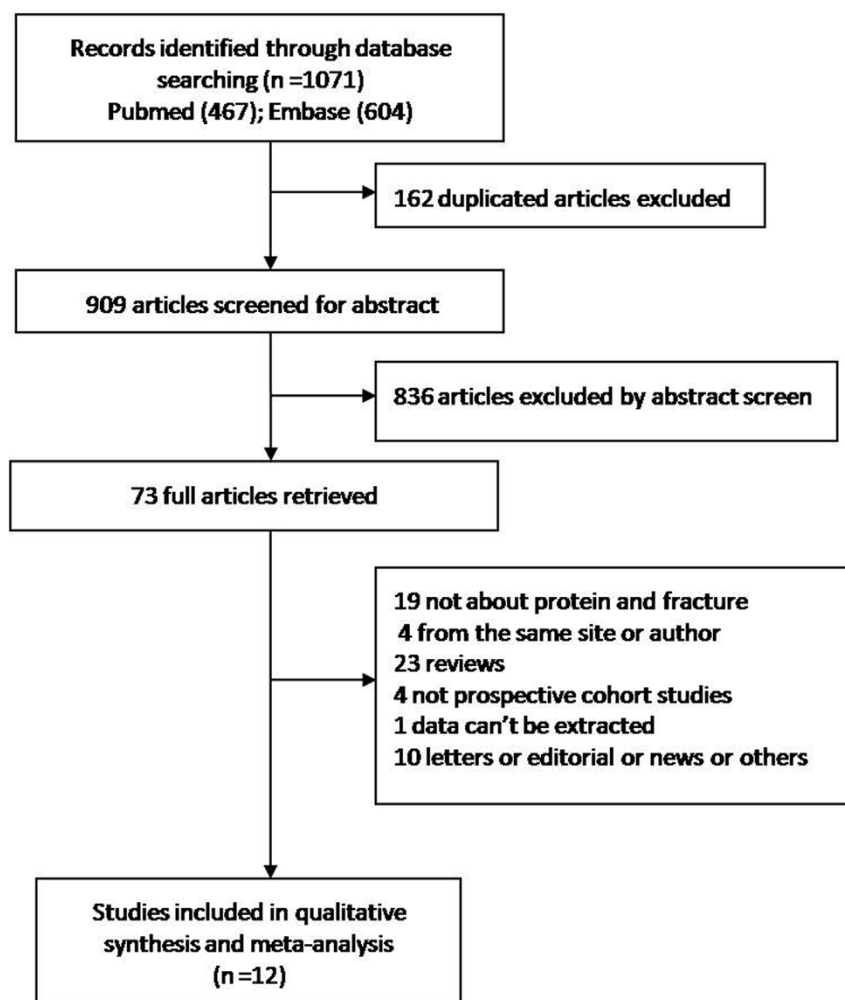 Records identified through database
searching (n =1071)
Pubmed (467); Embase (604)
162 duplicated articles excluded
909 articles screened for abstract
836 articles excluded by abstract screen
73 full articles retrieved
19 not about protein and fracture
4 from the same site or author
23 reviews
4 not prospective cohort studies
1 data can't be extracted
10 letters or editorial or news or others
Studies included in qualitative
synthesis and meta-analysis
(n =12)